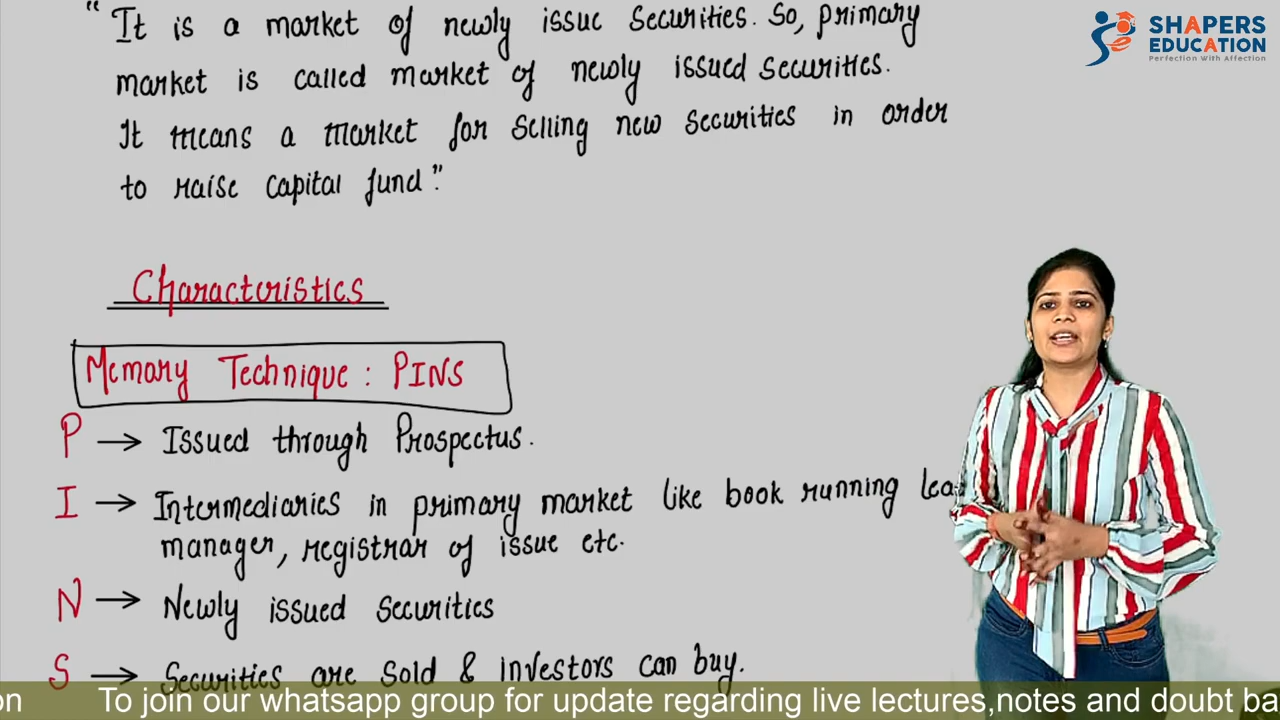 "It is a market of newly issue securities. So, primary
market is called market of newly issued securities.
It means a market for selling new securities in order
to raise capital fund"
SHAPERS
EDUCATION
Perfection With Affection
Characteristics
Memory Technique : PINS
P → Issued through Prospectus.
I → Intermediaries in primary market like book running
manager, registrar of issue etc.
N → Newly issued securities
S → Securities are sold & investors can buy.
To join our whatsapp group for update regarding live lectures,notes and doubt